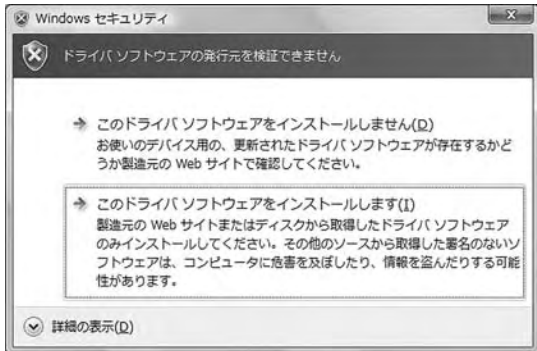 Windows セキュリティ
ドライバ ソフトウェアの発行元を検証できません
このドライバ ソフトウェアをインストールしません(D)
お使いのデバイス用の、更新されたドライバ ソフトウェアが存在するかど
うか製造元の Web サイトで確認してください。
このドライバ ソフトウェアをインストールします(I)
製造元の Web サイトまたはディスクから取得したドライバ ソフトウェア
のみインストールしてください。その他のソースから取得した署名のないソ
フトウェアは、コンピュータに危害を及ぼしたり、情報を盗んだりする可能
性があります。
詳細の表示(D)